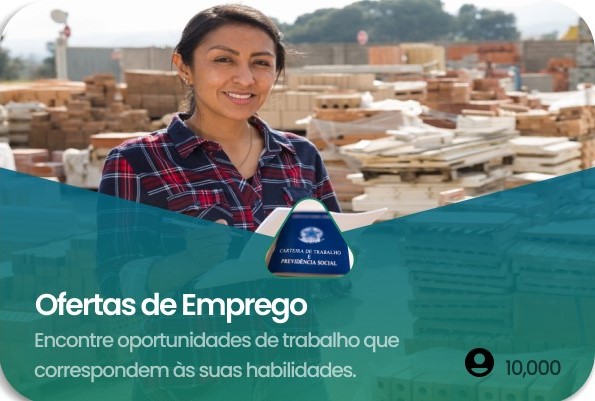 CARTEIRA DE TRABALHO
E
PREVIDÊNCIA SOCIAL
Ofertas de Emprego
Encontre oportunidades de trabalho que
correspondem às suas habilidades.
10,000